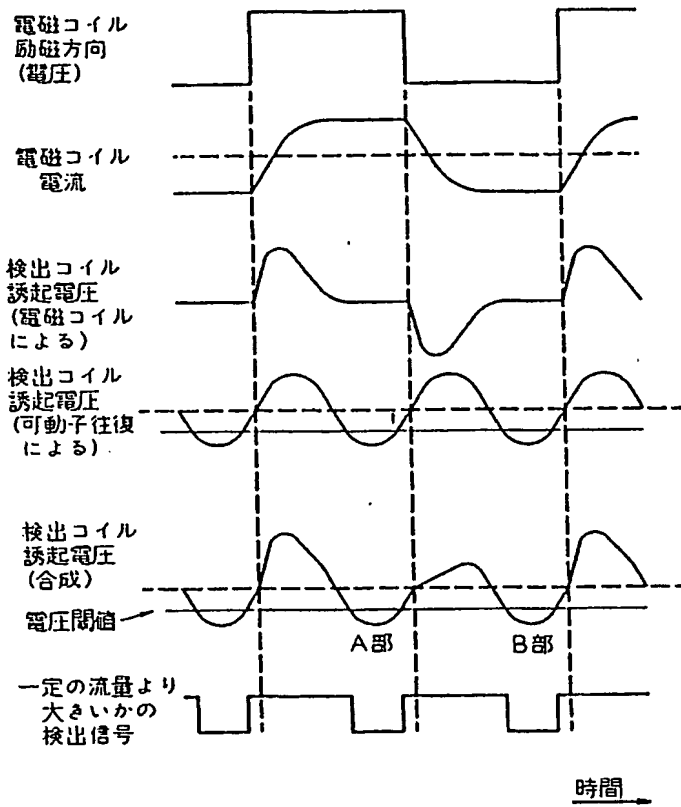 電磁コイル
励磁方向
(電圧)
電磁コイル
電流
検出コイル
誘起電圧
(電磁コイル
による)
検出コイル
誘起電圧
(可動子往復
による)
検出コイル
誘起電圧
(合成)
電圧閾値
A部
B部
一定の流量より
大きいかの
検出信号
時間